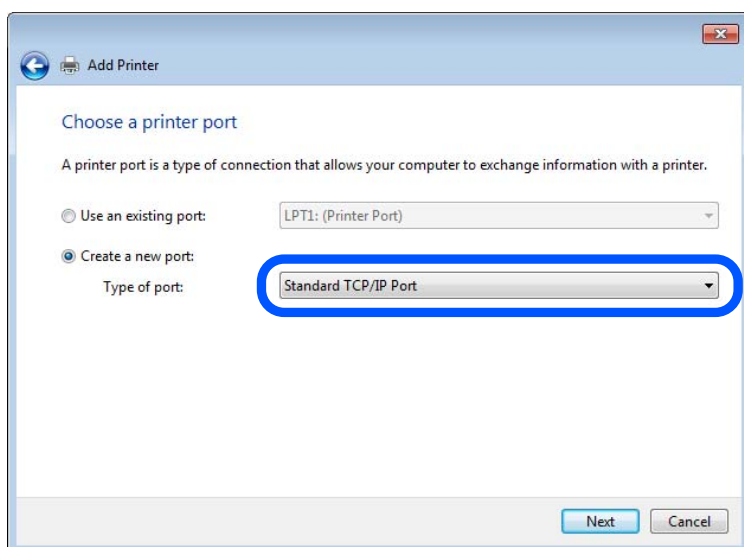 Add Printer
Choose a printer port
A printer port is a type of connection that allows your computer to exchange information with a printer.
Use an existing port: LPT1: (Printer Port)
Create a new port:
Type of port: Standard TCP/IP Port
Next Cancel